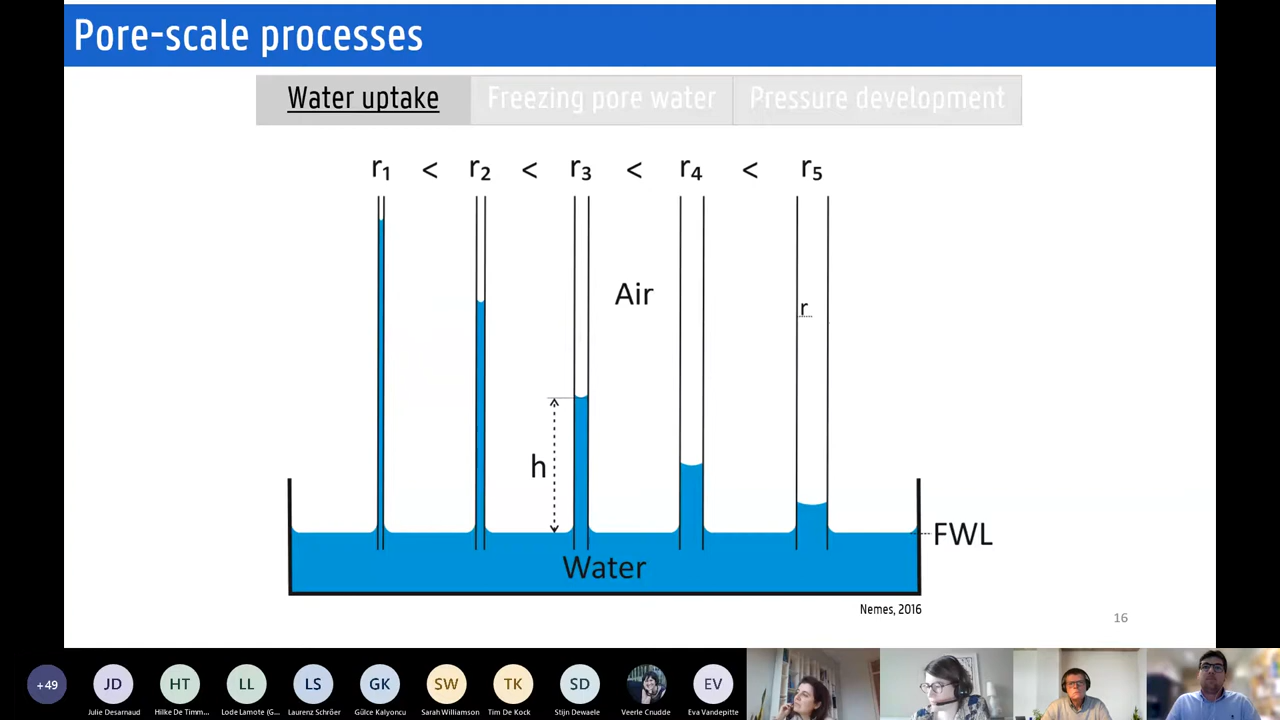 Pore-scale processes
Water uptake Freezing pore water Pressure development
r₁ < r₂ < r₃ < r₄ < r₅
Air
r
h
FWL
Water
Nemes, 2016
16
+49 JD HT LL LS GK SW TK SD EV
Julie Desarnaud Hilke De Timm... Lode Lamote (G... Laurenz Schröer Gülce Kalyoncu Sarah Williamson Tim De Kock Stijn Dewaele Veerle Cnudde Eva Vandepitte